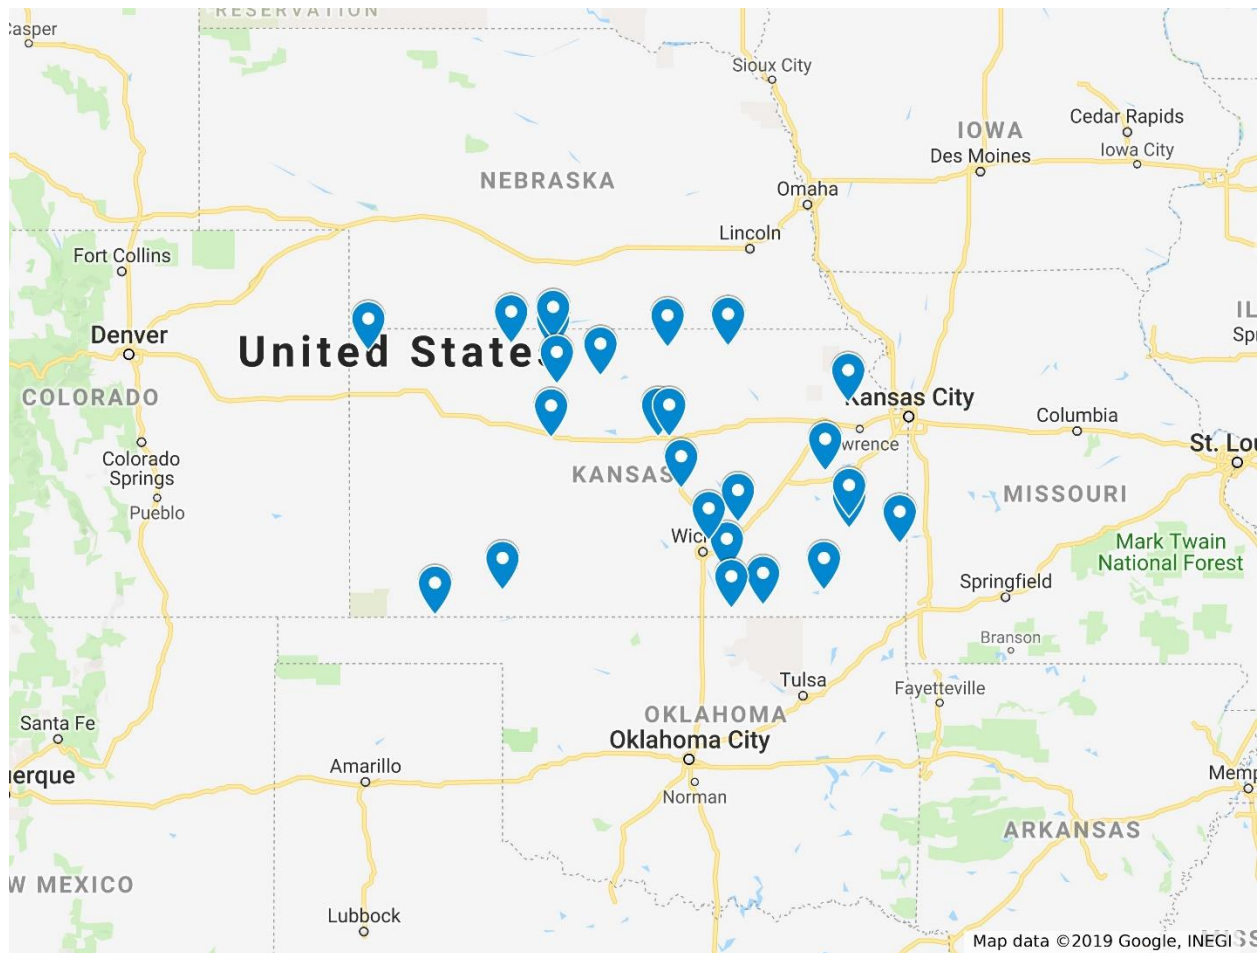 RESERVATION
Casper
Sioux City
Cedar Rapids
IOWA
Iowa City
Des Moines
NEBRASKA
Omaha
Lincoln
Fort Collins
Denver
United States
COLORADO
Kansas City
Columbia
Lawrence
St. Lou
Colorado
Springs
KANSAS
MISSOURI
Pueblo
Wic
Mark Twain
National Forest
Springfield
Branson
Tulsa
Fayetteville
Santa Fe
OKLAHOMA
Oklahoma City
Amarillo
uerque
Memp
Norman
ARKANSAS
W MEXICO
Lubbock
Map data ©2019 Google, INEGI